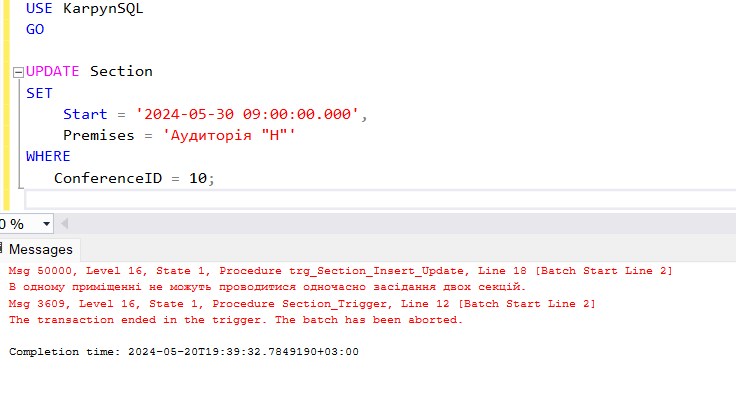 USE KarpynSQL
GO
UPDATE Section
SET
Start = '2024-05-30 09:00:00.000',
Premises = 'Аудиторія "Н"'
WHERE
ConferenceID = 10;
0 %
Messages
Msg 50000, Level 16, State 1, Procedure trg_Section_Insert_Update, Line 18 [Batch Start Line 2]
В одному приміщенні не можуть проводитися одночасно засідання двох секцій.
Msg 3609, Level 16, State 1, Procedure Section_Trigger, Line 12 [Batch Start Line 2]
The transaction ended in the trigger. The batch has been aborted.
Completion time: 2024-05-20T19:39:32.7849190+03:00